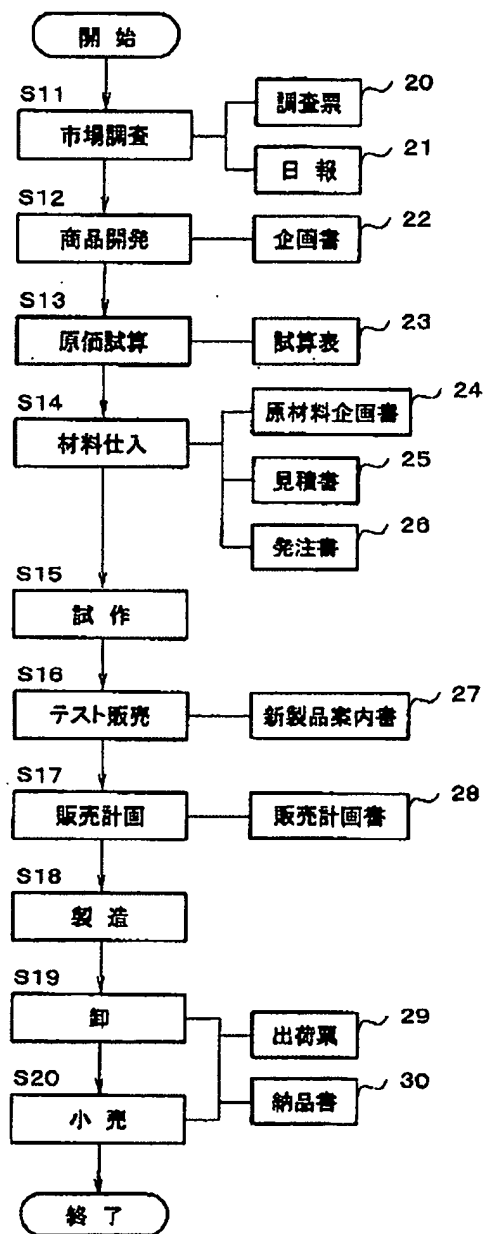 開始
S11
市場調査
調査票
20
日報
21
S12
商品開発
企画書
22
S13
原価試算
試算表
23
S14
材料仕入
原材料企画書
24
見積書
25
発注書
26
S15
試作
S16
テスト販売
新製品案内書
27
S17
販売計画
販売計画書
28
S18
製造
S19
卸
出荷票
29
S20
小売
納品書
30
終了